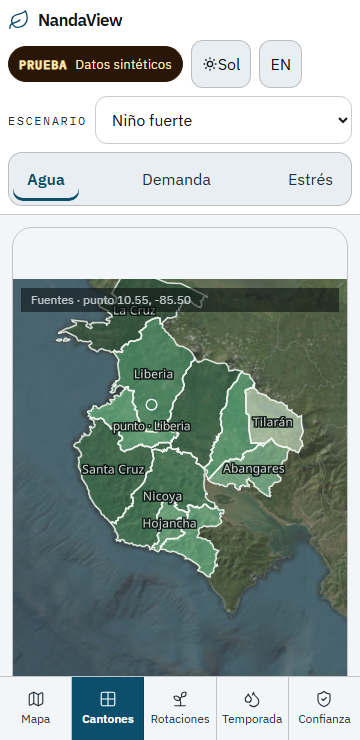 NandaView
PRUEBA Datos sintéticos
Sol
EN
ESCENARIO
Niño fuerte
Agua
Demanda
Estrés
Fuentes · punto 10.55, -85.50
La Cruz
Liberia
punto · Liberia
Tilarán
Santa Cruz
Abangares
Nicoya
Hojancha
Mapa
Cantones
Rotaciones
Temporada
Confianza